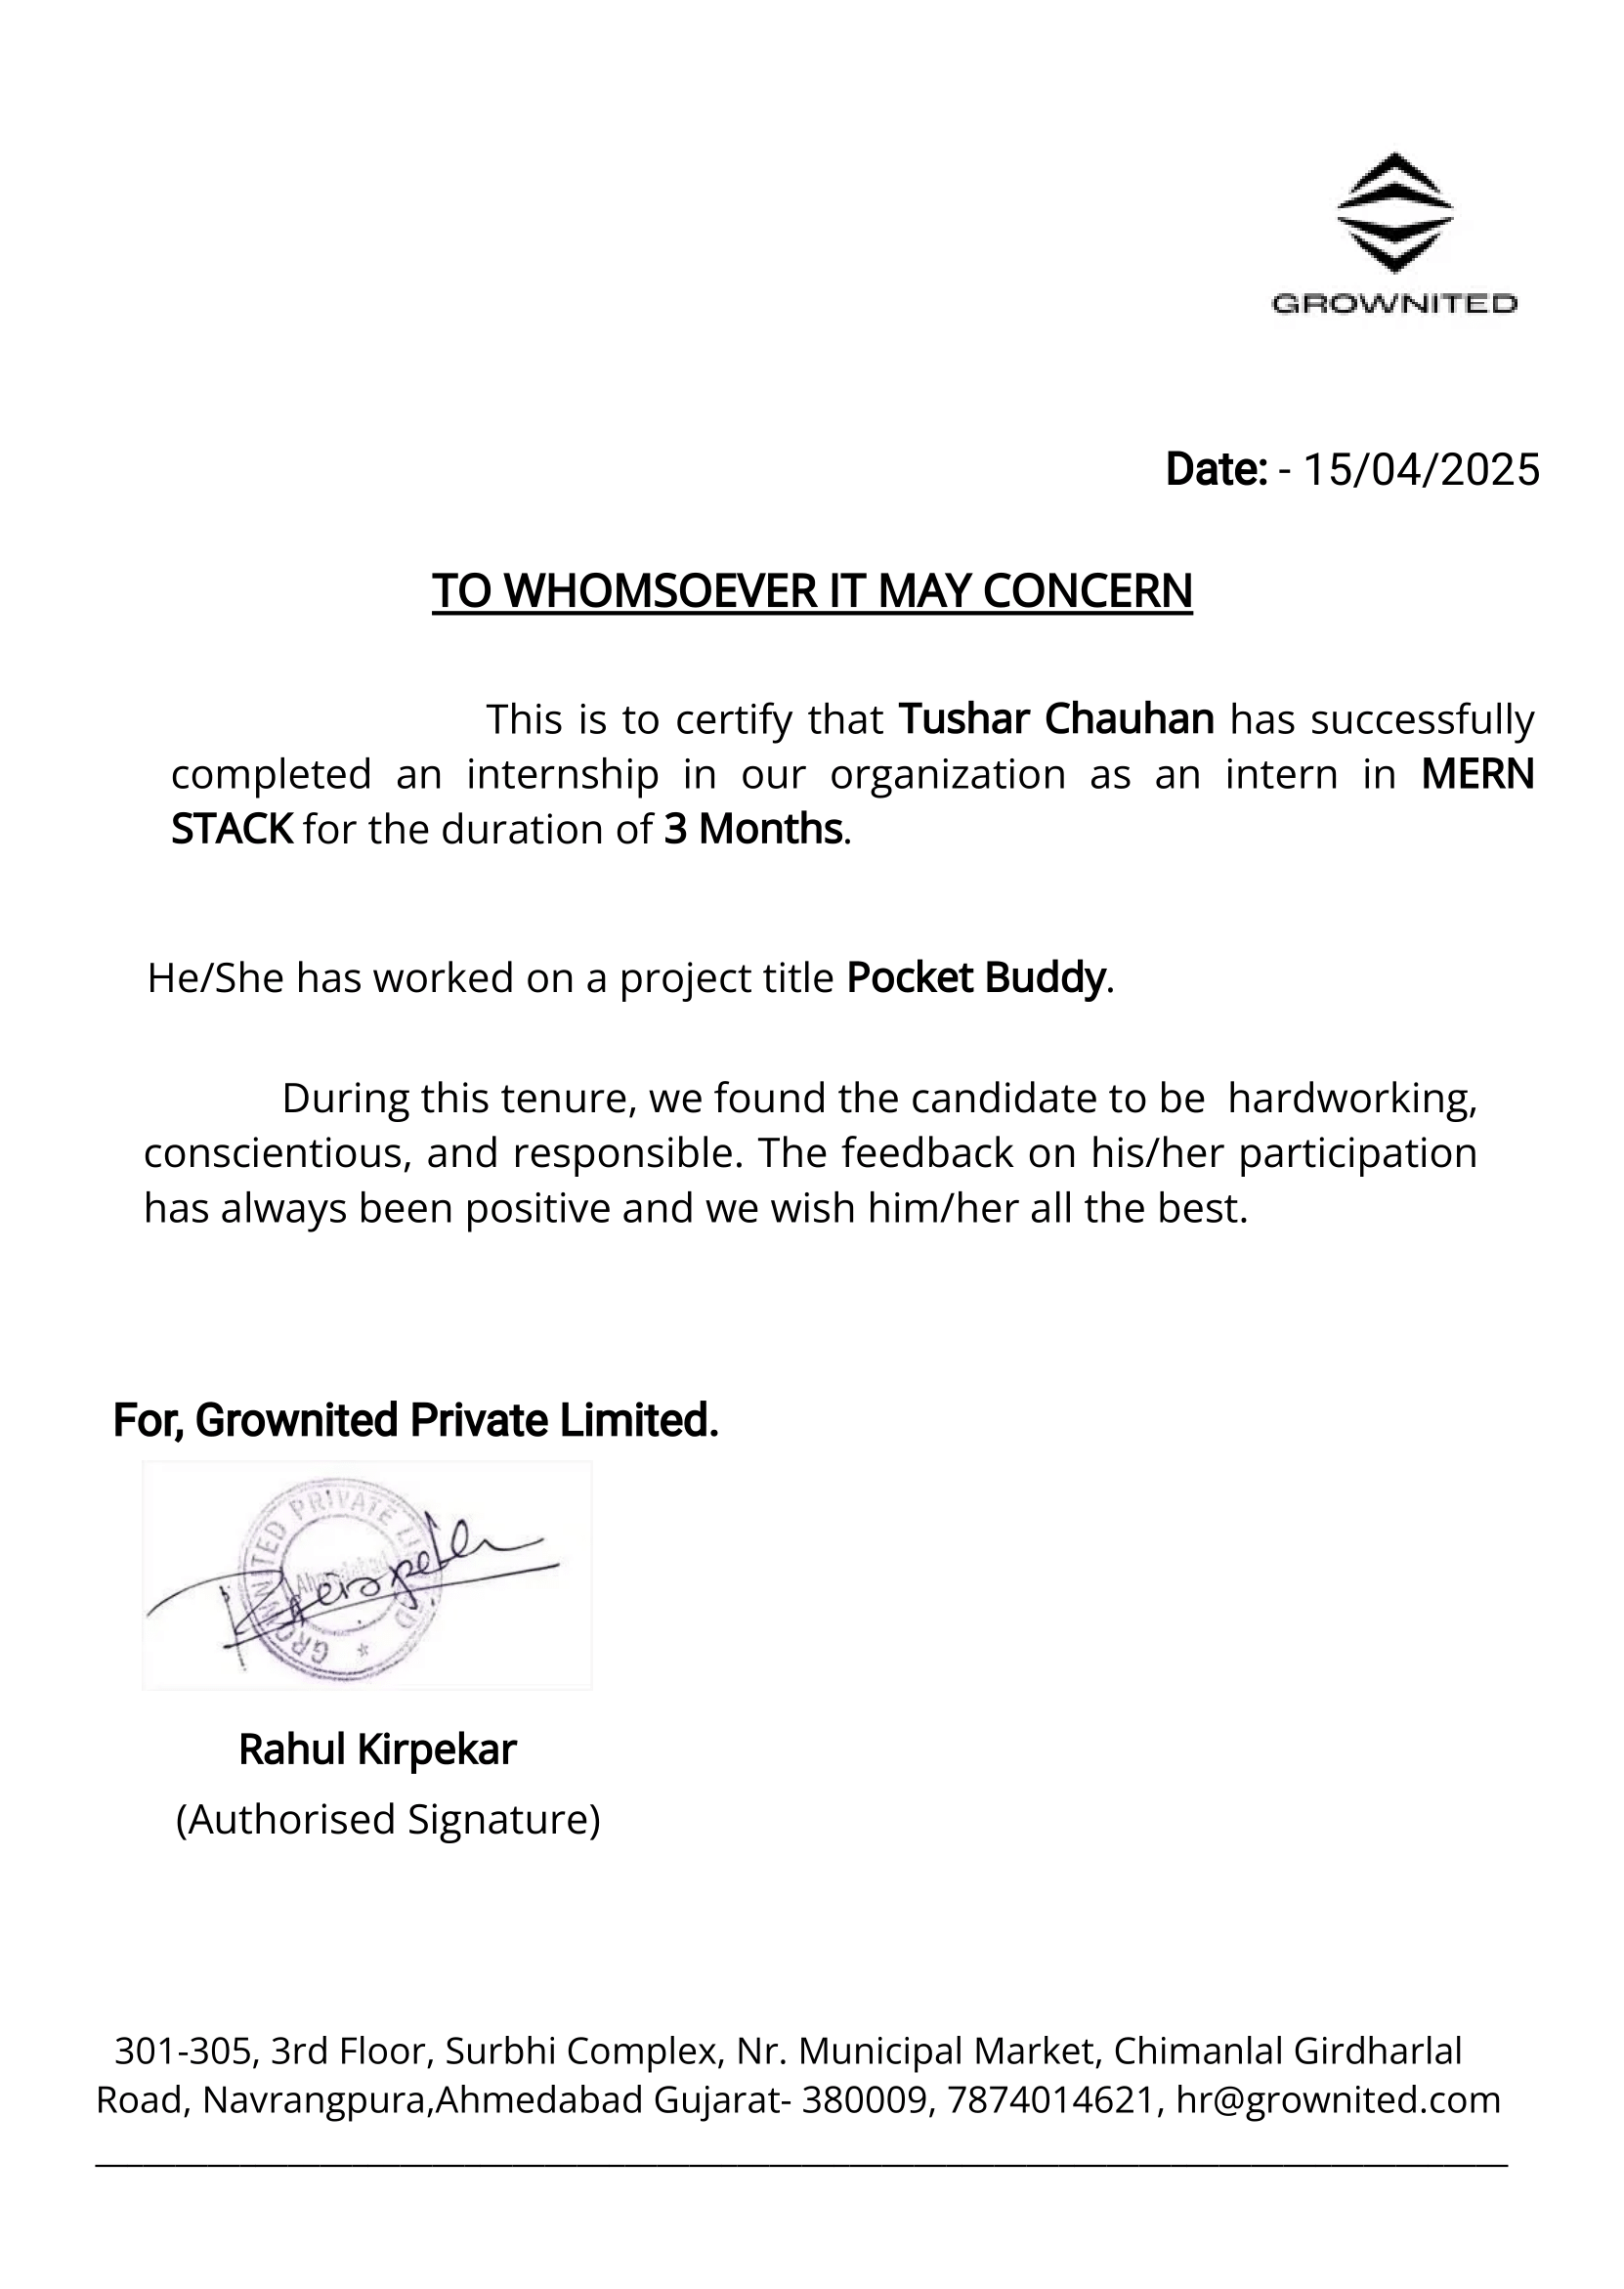 GROWNITED
Date: - 15/04/2025
TO WHOMSOEVER IT MAY CONCERN
This is to certify that Tushar Chauhan has successfully
completed an internship in our organization as an intern in MERN
STACK for the duration of 3 Months.
He/She has worked on a project title Pocket Buddy.
During this tenure, we found the candidate to be hardworking,
conscientious, and responsible. The feedback on his/her participation
has always been positive and we wish him/her all the best.
For, Grownited Private Limited.
GROWNITED PRIVATE LIMITED
Ahmedabad
Rahul Kirpekar
(Authorised Signature)
301-305, 3rd Floor, Surbhi Complex, Nr. Municipal Market, Chimanlal Girdharlal
Road, Navrangpura,Ahmedabad Gujarat- 380009, 7874014621, hr@grownited.com